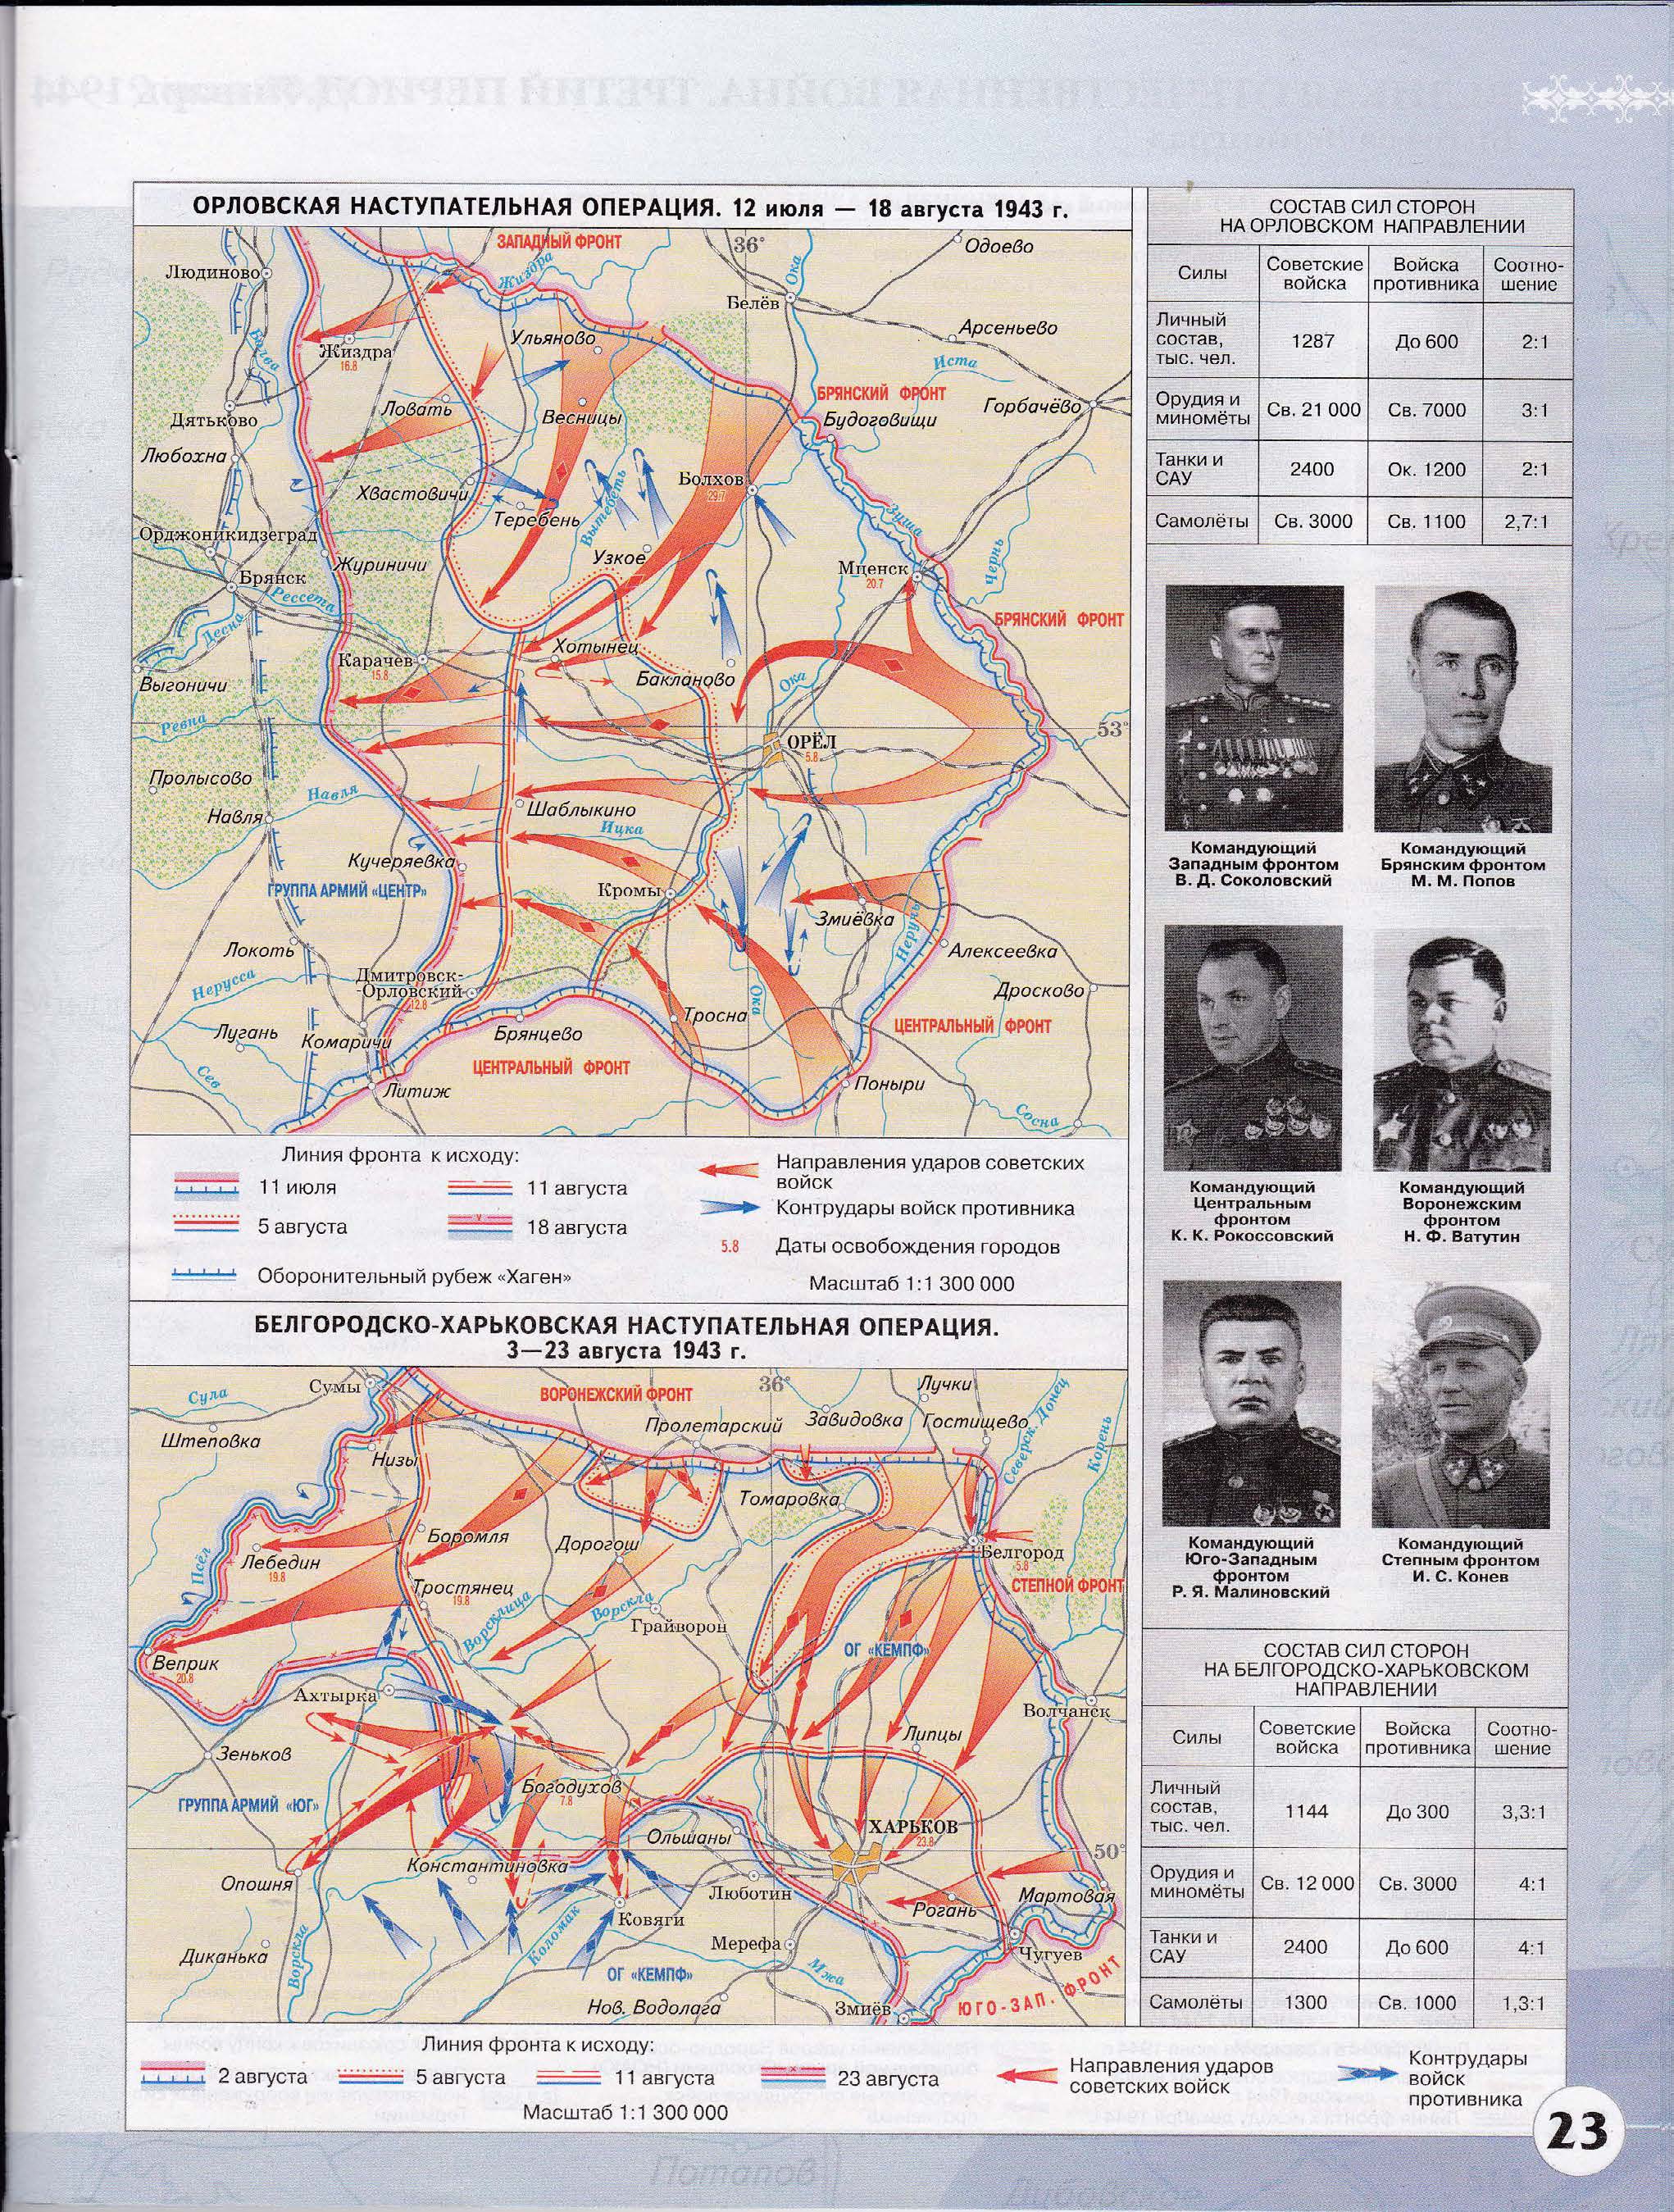 ОРЛОВСКАЯ НАСТУПАТЕЛЬНАЯ ОПЕРАЦИЯ. 12 июля — 18 августа 1943 г.
ЗАПАДНЫЙ ФРОНТ
36°
Одоево
Людиново
Жиздра
Ока
Белёв
Ульяново
Арсеньево
Болва
Жиздра
16.8
Иста
БРЯНСКИЙ ФРОНТ
Дятьково
Ловать
Весницы
Будоговищи
Горбачёво
Любохна
Хвастовичи
Болхов
29.7
Теребень
Вытебеть
Зуша
Орджоникидзеград
Журиничи
Узкое
Мценск
20.7
Чернь
Брянск
Рессета
Десна
БРЯНСКИЙ ФРОНТ
Карачев
15.8
Хотынец
Выгоничи
Баклановo
Ока
Ревна
53°
ОРЁЛ
5.8
Пролысово
Навля
Навля
Шаблыкино
Ицка
Кучеряевка
ГРУППА АРМИЙ «ЦЕНТР»
Кромы
Змиёвка
Неручь
Локоть
Алексеевка
Дмитровск-
-Орловский
12.8
Нерусса
Дросково
Ока
Тросна
Лугань
Комаричи
Брянцево
ЦЕНТРАЛЬНЫЙ ФРОНТ
ЦЕНТРАЛЬНЫЙ ФРОНТ
Сев
Литиж
Поныри
Сосна
Линия фронта к исходу:
11 июля
11 августа
5 августа
18 августа
Оборонительный рубеж «Хаген»
Направления ударов советских
войск
Контрудары войск противника
5.8 Даты освобождения городов
Масштаб 1:1 300 000
СОСТАВ СИЛ СТОРОН
НА ОРЛОВСКОМ НАПРАВЛЕНИИ
Силы
Советские
войска
Войска
противника
Соотно-
шение
Личный
состав,
тыс. чел.
1287
До 600
2:1
Орудия и
миномёты
Св. 21 000
Св. 7000
3:1
Танки и
САУ
2400
Ок. 1200
2:1
Самолёты
Св. 3000
Св. 1100
2,7:1
Командующий
Западным фронтом
В. Д. Соколовский
Командующий
Брянским фронтом
М. М. Попов
Командующий
Центральным
фронтом
К. К. Рокоссовский
Командующий
Воронежским
фронтом
Н. Ф. Ватутин
Командующий
Юго-Западным
фронтом
Р. Я. Малиновский
Командующий
Степным фронтом
И. С. Конев
БЕЛГОРОДСКО-ХАРЬКОВСКАЯ НАСТУПАТЕЛЬНАЯ ОПЕРАЦИЯ.
3—23 августа 1943 г.
Сумы
Сула
ВОРОНЕЖСКИЙ ФРОНТ
36°
Лучки
Штеповка
Пролетарский
Завидовка
Гостищево
Северск. Донец
Корень
Низы
Томаровка
Боромля
Дорогощ
Псёл
Лебедин
19.8
Белгород
5.8
Тростянец
19.8
СТЕПНОЙ ФРОНТ
Ворсклица
Ворскла
Грайворон
ОГ «КЕМПФ»
Веприк
20.8
Ахтырка
Волчанск
Липцы
Зеньков
Богодухов
7.8
ГРУППА АРМИЙ «ЮГ»
ХАРЬКОВ
23.8
Ольшаны
50°
Константиновка
Опошня
Люботин
Мартовая
Рогань
Ковяги
Коломак
Диканька
Ворскла
Мерефа
Чугуев
ОГ «КЕМПФ»
Мжа
Нов. Водолага
Змиёв
ЮГО-ЗАП. ФРОНТ
СОСТАВ СИЛ СТОРОН
НА БЕЛГОРОДСКО-ХАРЬКОВСКОМ
НАПРАВЛЕНИИ
Силы
Советские
войска
Войска
противника
Соотно-
шение
Личный
состав,
тыс. чел.
1144
До 300
3,3:1
Орудия и
миномёты
Св. 12 000
Св. 3000
4:1
Танки и
САУ
2400
До 600
4:1
Самолёты
1300
Св. 1000
1,3:1
Линия фронта к исходу:
2 августа
5 августа
11 августа
23 августа
Масштаб 1:1 300 000
Направления ударов
советских войск
Контрудары
войск
противника
23